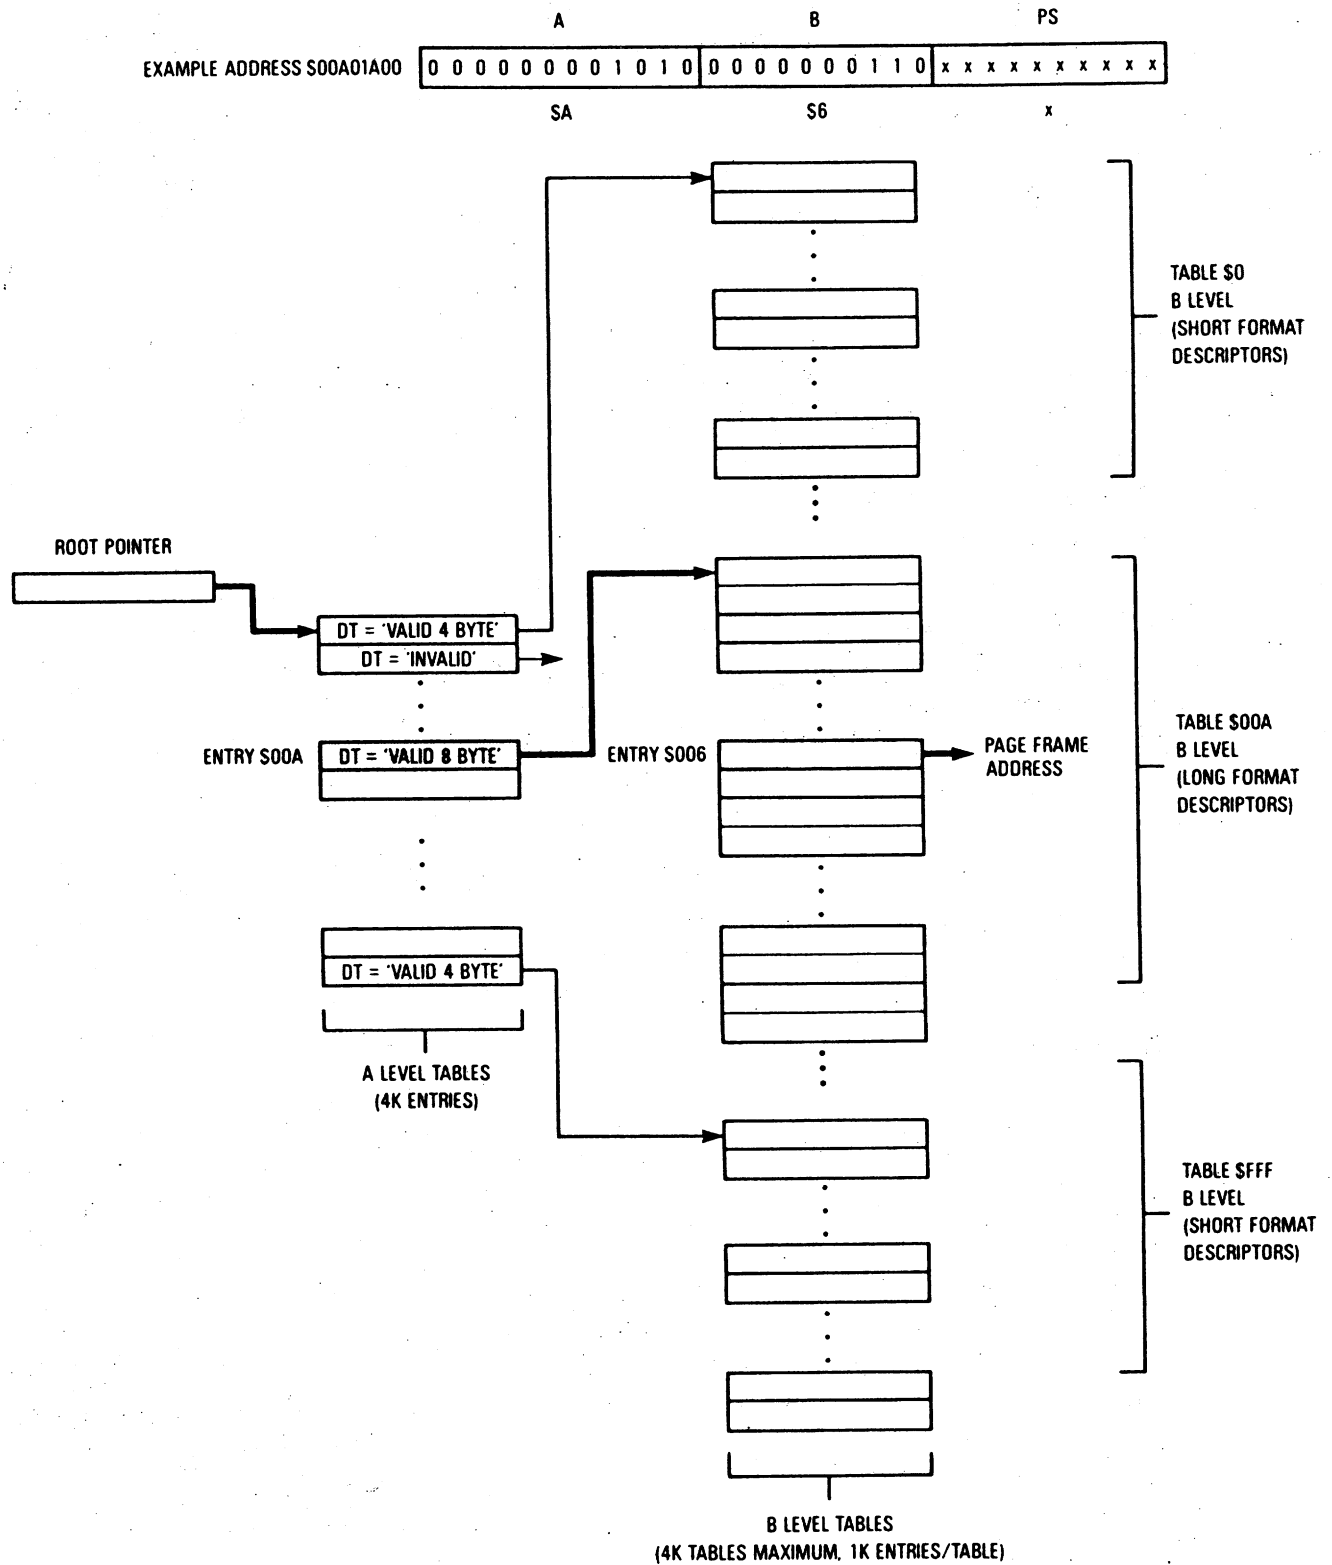 A B PS
EXAMPLE ADDRESS $00A01A00 0 0 0 0 0 0 0 0 1 0 1 0 0 0 0 0 0 0 0 1 1 0 x x x x x x x x x x
$A $6 x
TABLE $0
B LEVEL
(SHORT FORMAT
DESCRIPTORS)
ROOT POINTER
DT = 'VALID 4 BYTE'
DT = 'INVALID'
ENTRY $00A DT = 'VALID 8 BYTE'
ENTRY $006
PAGE FRAME
ADDRESS
TABLE $00A
B LEVEL
(LONG FORMAT
DESCRIPTORS)
DT = 'VALID 4 BYTE'
A LEVEL TABLES
(4K ENTRIES)
TABLE $FFF
B LEVEL
(SHORT FORMAT
DESCRIPTORS)
B LEVEL TABLES
(4K TABLES MAXIMUM, 1K ENTRIES/TABLE)